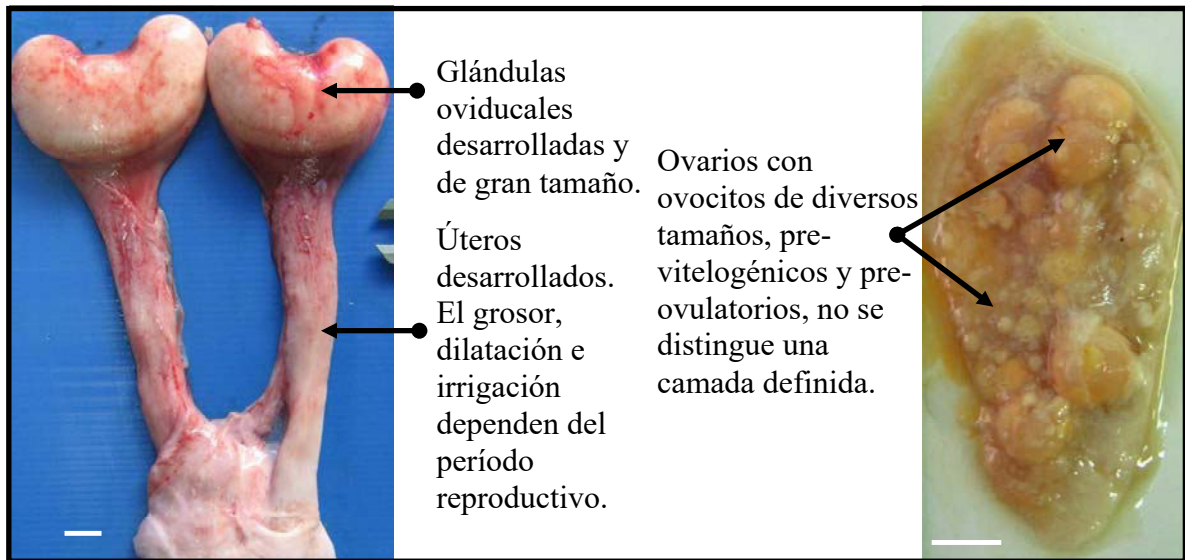 Glándulas
oviducales
desarrolladas y
de gran tamaño.
Úteros
desarrollados.
El grosor,
dilatación e
irrigación
dependen del
período
reproductivo.
Ovarios con
ovocitos de diversos
tamaños, pre-
vitelogénicos y pre-
ovulatorios, no se
distingue una
camada definida.